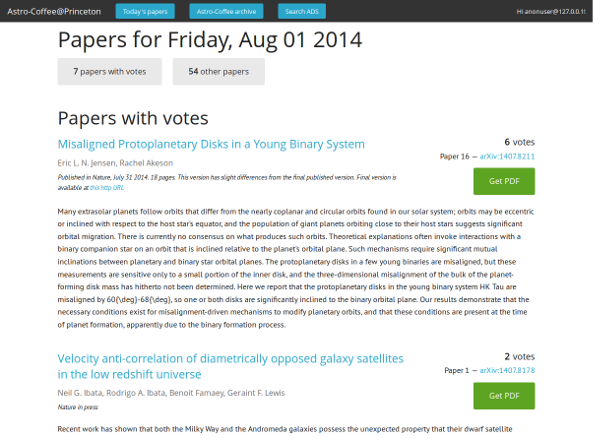 Astro-Coffee@Princeton Today's papers Astro-Coffee archive Search ADS Hi anonuser@127.0.0.1!
Papers for Friday, Aug 01 2014
7 papers with votes 54 other papers
Papers with votes
Misaligned Protoplanetary Disks in a Young Binary System
6 votes
Eric L. N. Jensen, Rachel Akeson
Paper 16 — arXiv:1407.8211
Published in Nature, July 31 2014. 18 pages. This version has slight differences from the final published version. Final version is
available at this http URL
Get PDF
Many extrasolar planets follow orbits that differ from the nearly coplanar and circular orbits found in our solar system; orbits may be eccentric
or inclined with respect to the host star's equator, and the population of giant planets orbiting close to their host stars suggests significant
orbital migration. There is currently no consensus on what produces such orbits. Theoretical explanations often invoke interactions with a
binary companion star on an orbit that is inclined relative to the planet's orbital plane. Such mechanisms require significant mutual
inclinations between planetary and binary star orbital planes. The protoplanetary disks in a few young binaries are misaligned, but these
measurements are sensitive only to a small portion of the inner disk, and the three-dimensional misalignment of the bulk of the planet-
forming disk mass has hitherto not been determined. Here we report that the protoplanetary disks in the young binary system HK Tau are
misaligned by 60{\deg}-68{\deg}, so one or both disks are significantly inclined to the binary orbital plane. Our results demonstrate that the
necessary conditions exist for misalignment-driven mechanisms to modify planetary orbits, and that these conditions are present at the time
of planet formation, apparently due to the binary formation process.
Velocity anti-correlation of diametrically opposed galaxy satellites
in the low redshift universe
2 votes
Paper 1 — arXiv:1407.8178
Neil G. Ibata, Rodrigo A. Ibata, Benoit Famaey, Geraint F. Lewis
Nature in press
Get PDF
Recent work has shown that both the Milky Way and the Andromeda galaxies possess the unexpected property that their dwarf satellite